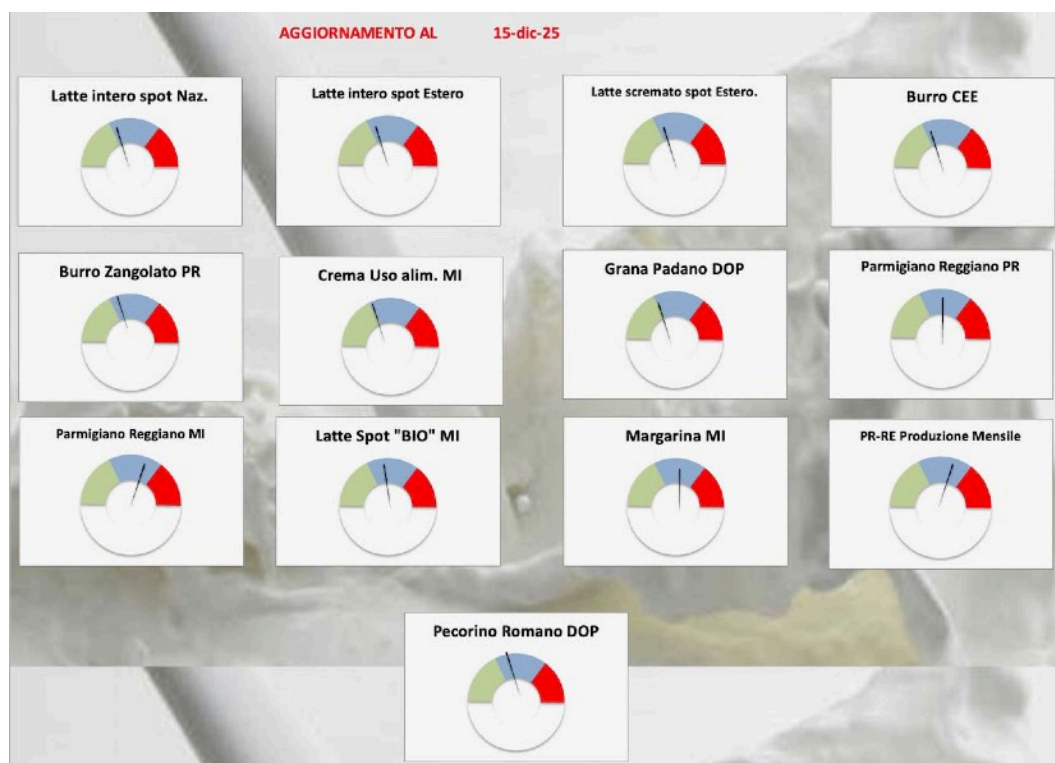 AGGIORNAMENTO AL 15-dic-25
Latte intero spot Naz.
Latte intero spot Estero
Latte scremato spot Estero.
Burro CEE
Burro Zangolato PR
Crema Uso alim. MI
Grana Padano DOP
Parmigiano Reggiano PR
Parmigiano Reggiano MI
Latte Spot "BIO" MI
Margarina MI
PR-RE Produzione Mensile
Pecorino Romano DOP